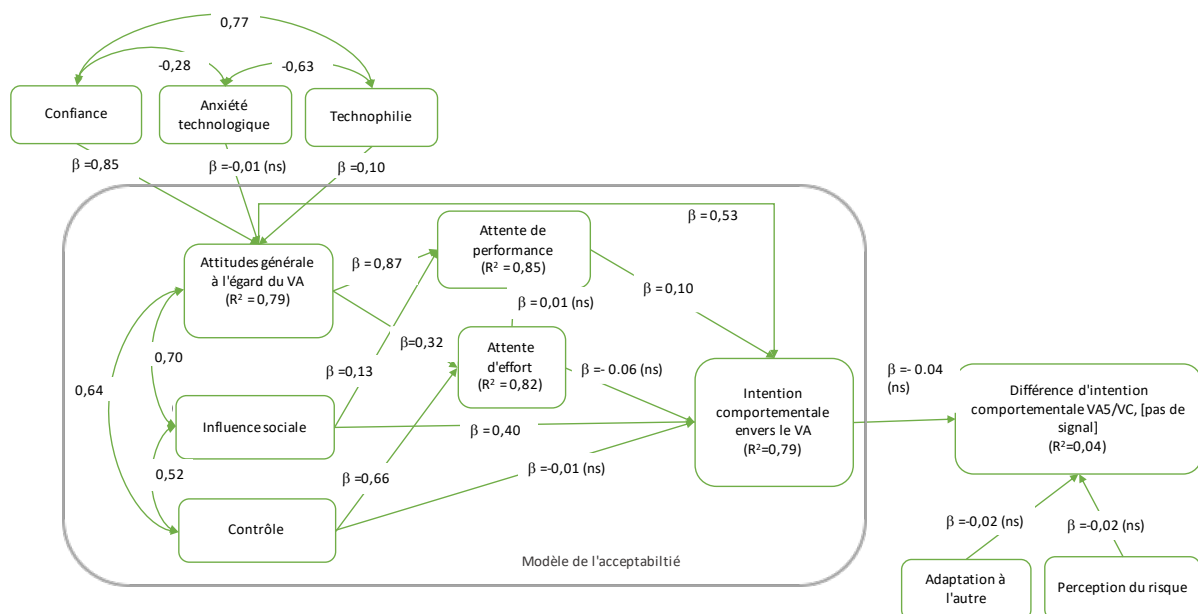 0,77
-0,28
-0,63
Confiance
Anxiété
technologique
Technophilie
β =0,85
β =-0,01 (ns)
β =0,10
β = 0,53
Attitudes générale
à l'égard du VA
(R² = 0,79)
β = 0,87
Attente de
performance
(R² = 0,85)
β = 0,10
β = 0,01 (ns)
β=0,32
Attente
d'effort
(R² = 0,82)
0,70
0,64
β =0,13
β =- 0.06 (ns)
β =- 0.04
(ns)
Intention
comportementale
envers le VA
(R²=0,79)
Différence d'intention
comportementale VA5/VC, [pas de
signal]
(R²=0,04)
Influence sociale
β = 0,40
0,52
β =0,66
β =-0,01 (ns)
Contrôle
Modèle de l'acceptabiltié
β =-0,02 (ns)
β =-0,02 (ns)
Adaptation à
l'autre
Perception du risque